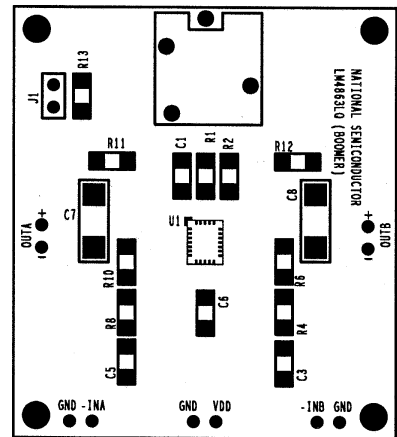 J1
R13
NATIONAL SEMICONDUCTOR
LM4863LQ (BOOMER)
R11
C1
R1
R2
R12
C7
C8
U1
OUTA
+
-
OUTB
+
-
R10
R6
R8
C6
R4
C5
C3
GND -INA
GND VDD
-INB GND